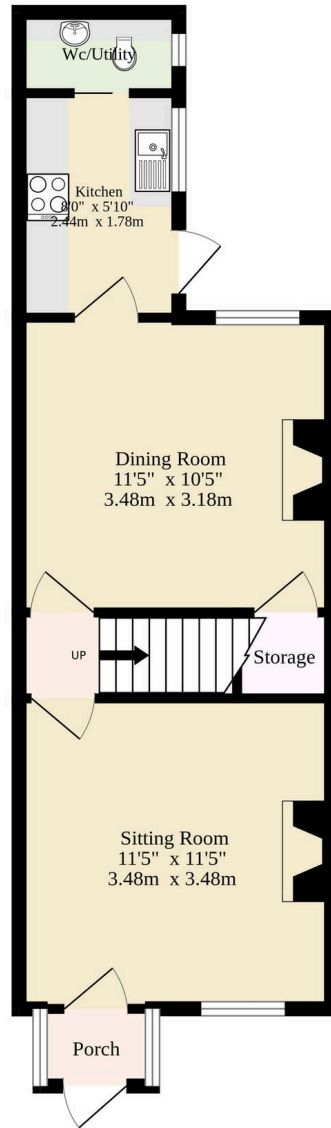 Wc/Utility
Kitchen
8'0" x 5'10"
2.44m x 1.78m
Dining Room
11'5" x 10'5"
3.48m x 3.18m
UP
Storage
Sitting Room
11'5" x 11'5"
3.48m x 3.48m
Porch